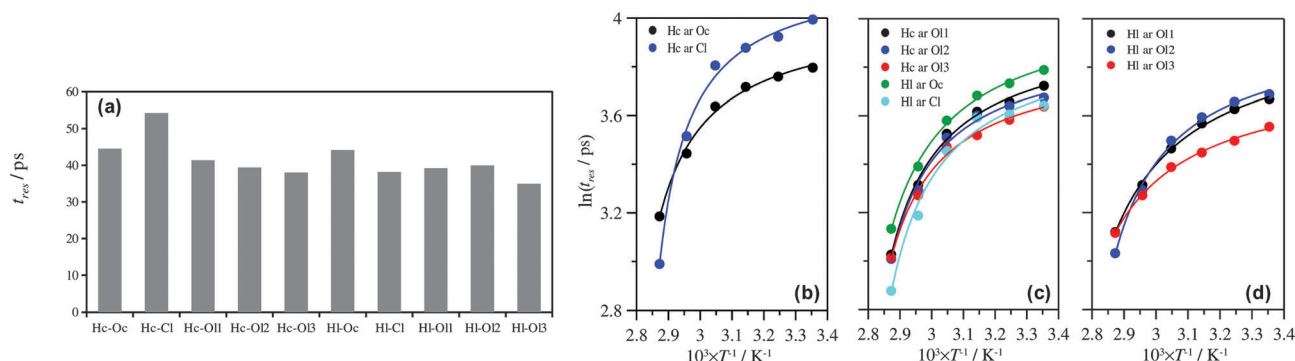 (a)
t_res / ps
60
50
40
30
20
10
0
Hc-Oc Hc-Cl Hc-Ol1 Hc-Ol2 Hc-Ol3 Hl-Oc Hl-Cl Hl-Ol1 Hl-Ol2 Hl-Ol3
ln(t_res / ps)
4
3.6
3.2
2.8
Hc ar Oc
Hc ar Cl
(b)
2.8 2.9 3 3.1 3.2 3.3 3.4
10³×T⁻¹ / K⁻¹
Hc ar Ol1
Hc ar Ol2
Hc ar Ol3
Hl ar Oc
Hl ar Cl
(c)
2.8 2.9 3 3.1 3.2 3.3 3.4
10³×T⁻¹ / K⁻¹
Hl ar Ol1
Hl ar Ol2
Hl ar Ol3
(d)
2.8 2.9 3 3.1 3.2 3.3 3.4
10³×T⁻¹ / K⁻¹